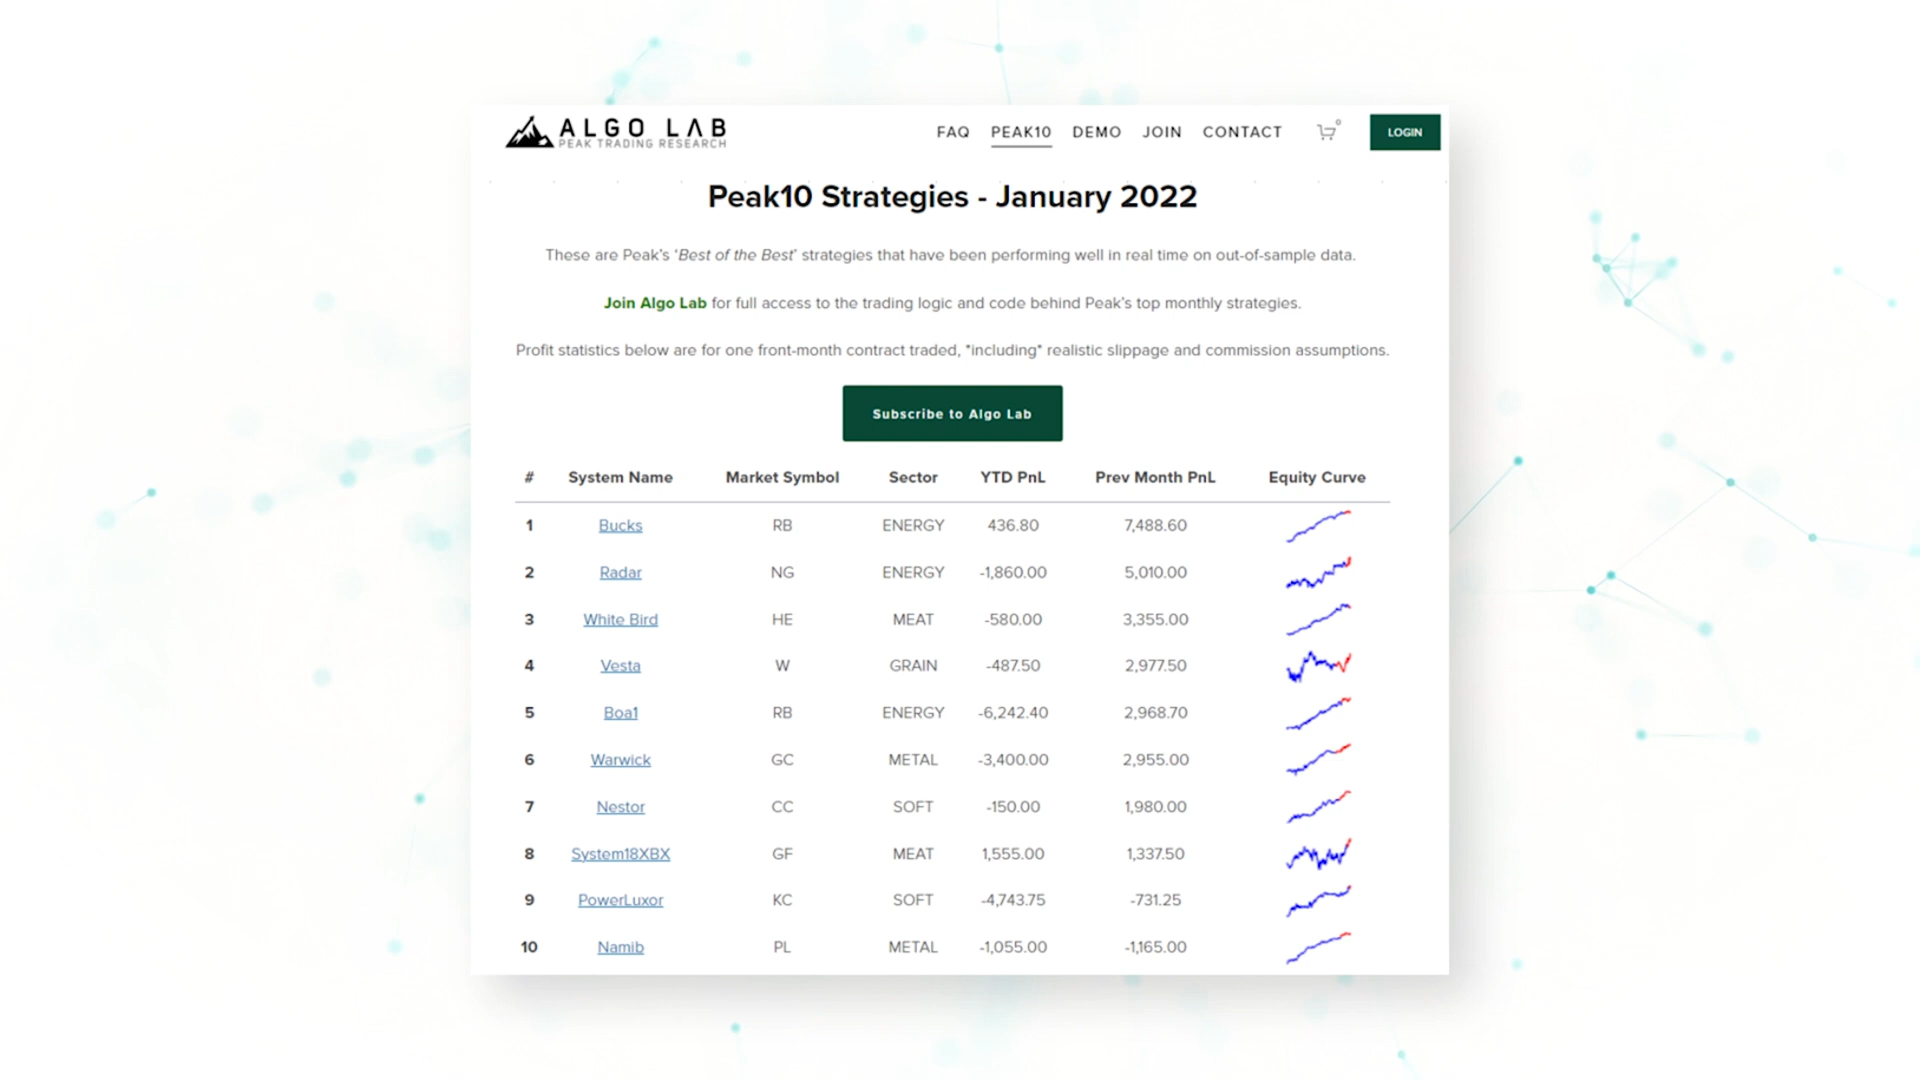 ALGO LAB
PEAK TRADING RESEARCH
FAQ PEAK10 DEMO JOIN CONTACT 0 LOGIN
Peak10 Strategies - January 2022
These are Peak's 'Best of the Best' strategies that have been performing well in real time on out-of-sample data.
Join Algo Lab for full access to the trading logic and code behind Peak's top monthly strategies.
Profit statistics below are for one front-month contract traded, *including* realistic slippage and commission assumptions.
Subscribe to Algo Lab
# System Name Market Symbol Sector YTD PnL Prev Month PnL Equity Curve
1 Bucks RB ENERGY 436.80 7,488.60
2 Radar NG ENERGY -1,860.00 5,010.00
3 White Bird HE MEAT -580.00 3,355.00
4 Vesta W GRAIN -487.50 2,977.50
5 Boa1 RB ENERGY -6,242.40 2,968.70
6 Warwick GC METAL -3,400.00 2,955.00
7 Nestor CC SOFT -150.00 1,980.00
8 System18XBX GF MEAT 1,555.00 1,337.50
9 PowerLuxor KC SOFT -4,743.75 -731.25
10 Namib PL METAL -1,055.00 -1,165.00